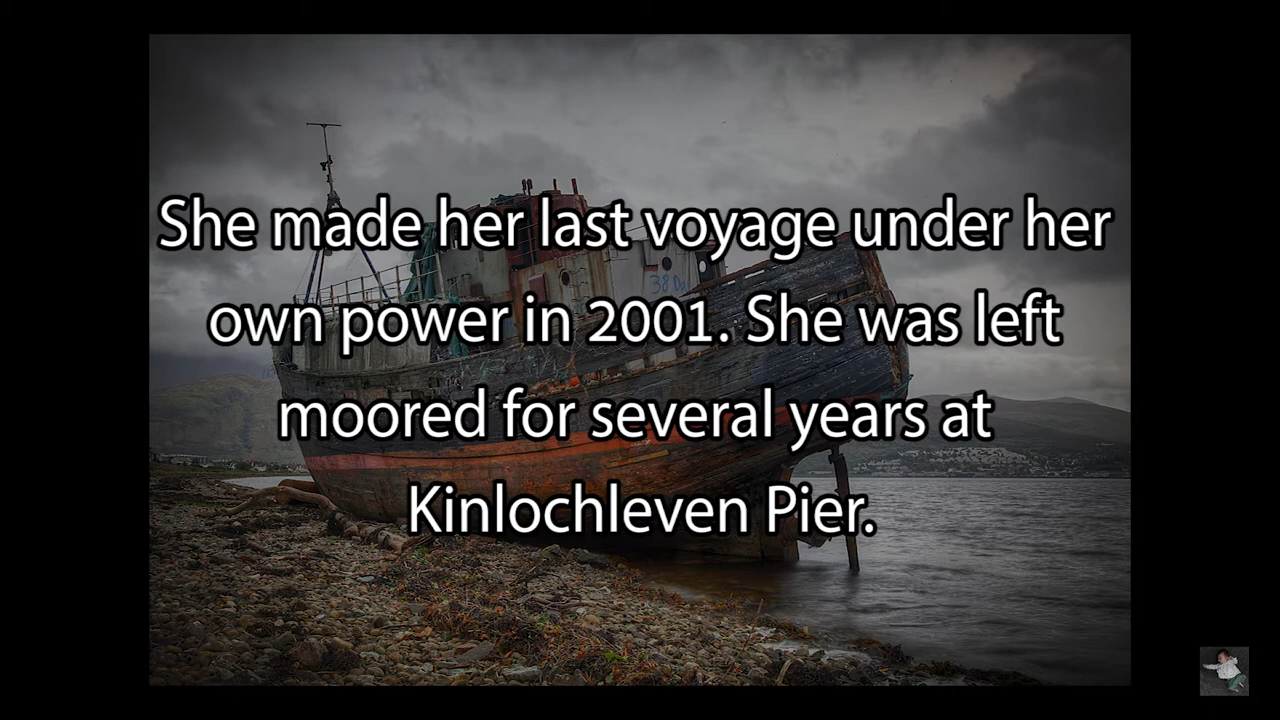 She made her last voyage under her
own power in 2001. She was left
moored for several years at
Kinlochleven Pier.